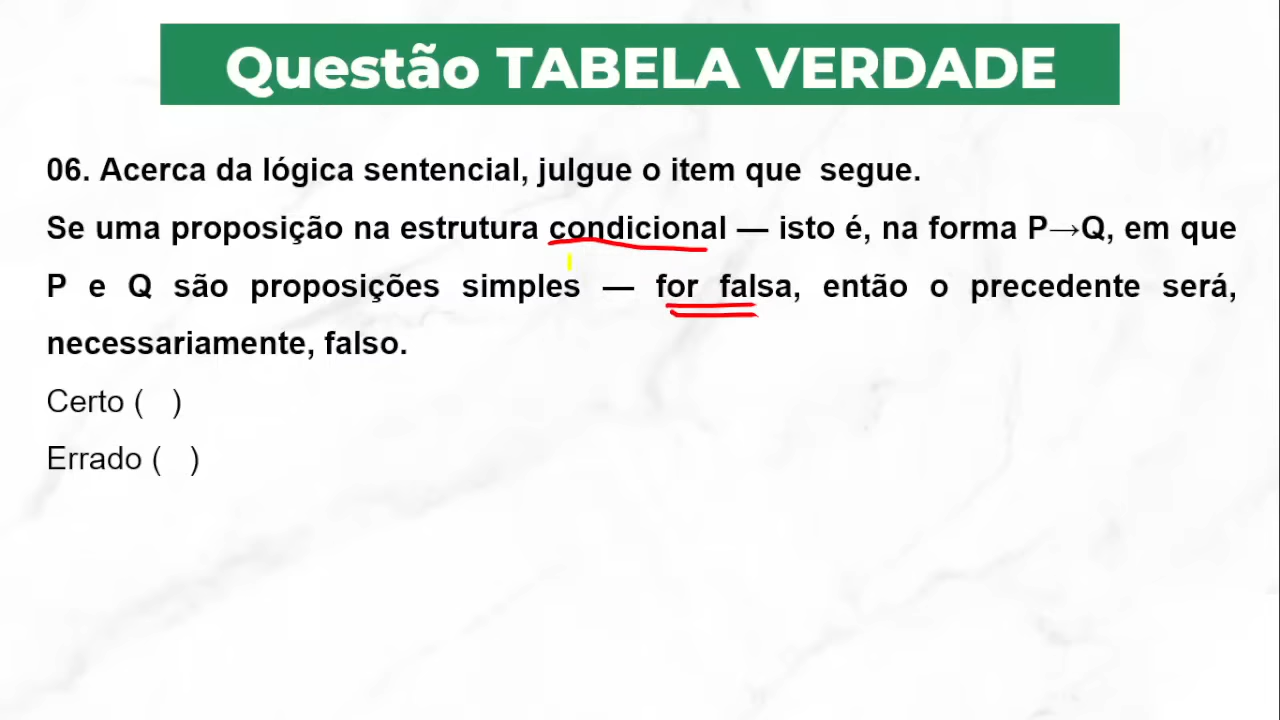 Questão TABELA VERDADE
06. Acerca da lógica sentencial, julgue o item que segue.
Se uma proposição na estrutura condicional — isto é, na forma P→Q, em que
P e Q são proposições simples — for falsa, então o precedente será,
necessariamente, falso.
Certo ( )
Errado ( )